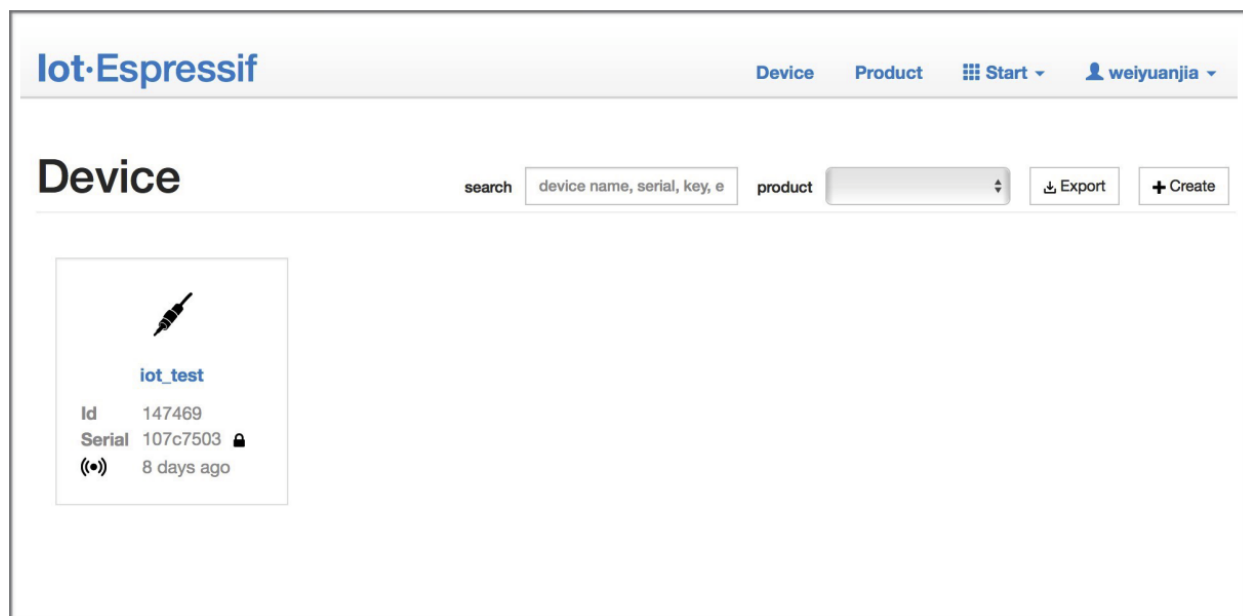 Iot·Espressif
Device Product Start weiyuanjia
Device
search device name, serial, key, e product Export Create
iot_test
Id 147469
Serial 107c7503
8 days ago